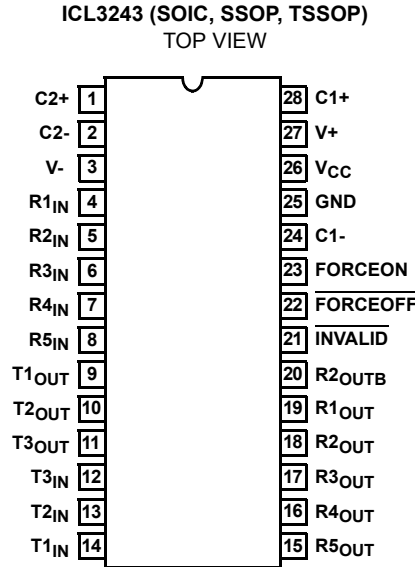 ICL3243 (SOIC, SSOP, TSSOP)
TOP VIEW
C2+ 1 28 C1+
C2- 2 27 V+
V- 3 26 VCC
R1IN 4 25 GND
R2IN 5 24 C1-
R3IN 6 23 FORCEON
R4IN 7 22 FORCEOFF
R5IN 8 21 INVALID
T1OUT 9 20 R2OUTB
T2OUT 10 19 R1OUT
T3OUT 11 18 R2OUT
T3IN 12 17 R3OUT
T2IN 13 16 R4OUT
T1IN 14 15 R5OUT